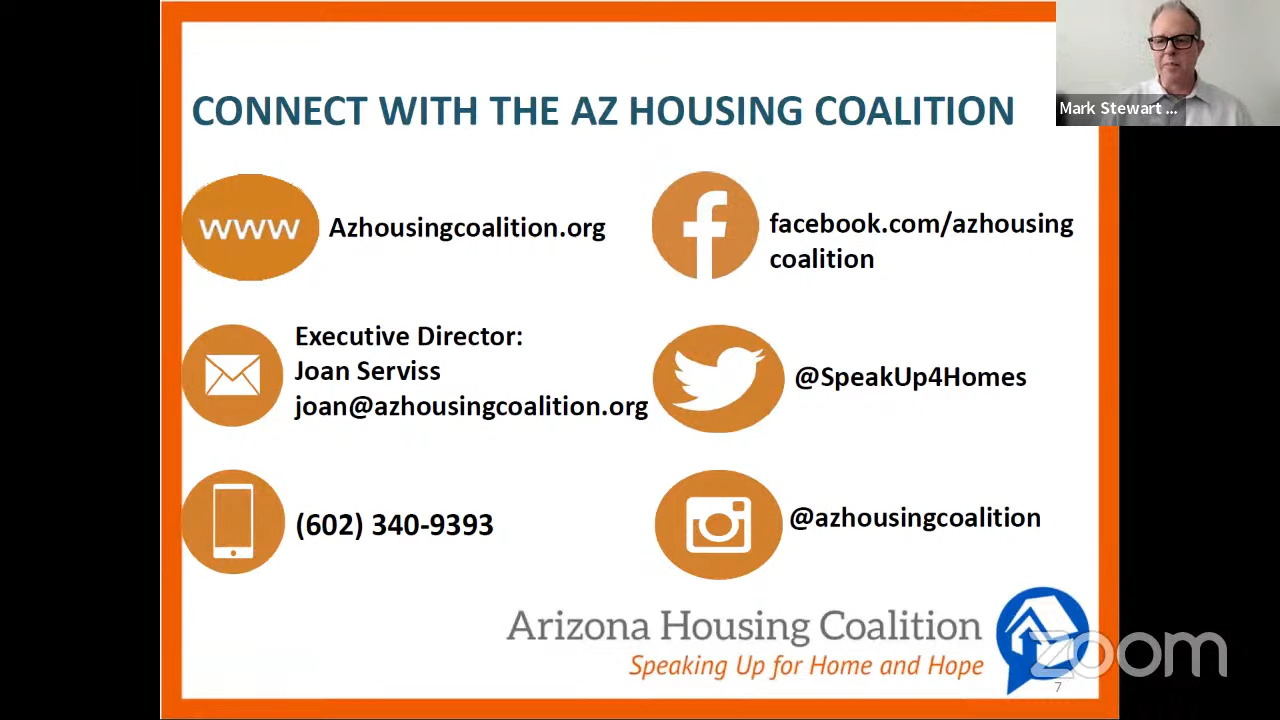 CONNECT WITH THE AZ HOUSING COALITION
Mark Stewart ...
www
Azhousingcoalition.org
facebook.com/azhousing
coalition
Executive Director:
Joan Serviss
joan@azhousingcoalition.org
@SpeakUp4Homes
(602) 340-9393
@azhousingcoalition
Arizona Housing Coalition
Speaking Up for Home and Hope
zoom
7